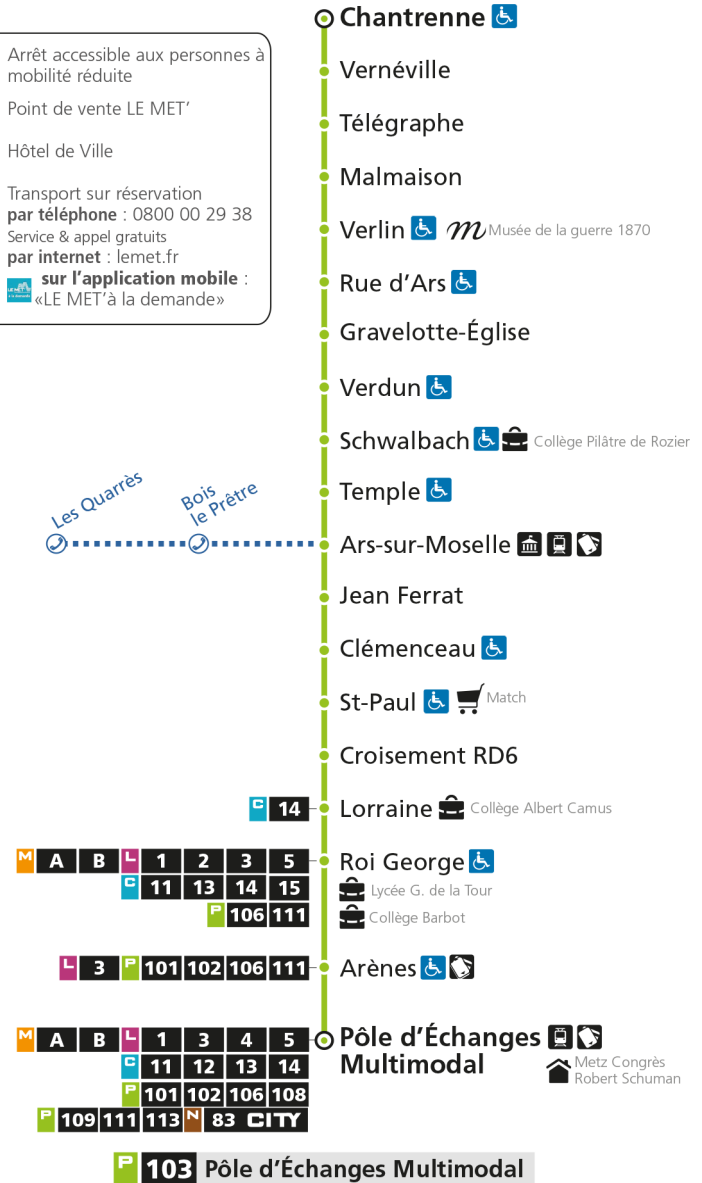 Chantrenne
Arrêt accessible aux personnes à
mobilité réduite
Point de vente LE MET'
Hôtel de Ville
Transport sur réservation
par téléphone : 0800 00 29 38
Service & appel gratuits
par internet : lemet.fr
sur l'application mobile :
«LE MET'à la demande»
Vernéville
Télégraphe
Malmaison
Verlin m Musée de la guerre 1870
Rue d'Ars
Gravelotte-Église
Verdun
Schwalbach Collège Pilâtre de Rozier
Temple
Les Quarrès
Bois
le Prêtre
Ars-sur-Moselle
Jean Ferrat
Clémenceau
St-Paul Match
Croisement RD6
C 14 Lorraine Collège Albert Camus
M A B L 1 2 3 5 Roi George
C 11 13 14 15 Lycée G. de la Tour
P 106 111 Collège Barbot
L 3 P 101 102 106 111 Arènes
M A B L 1 3 4 5 Pôle d'Échanges
C 11 12 13 14 Multimodal
Metz Congrès
Robert Schuman
P 101 102 106 108
P 109 111 113 N 83 CITY
P 103 Pôle d'Échanges Multimodal